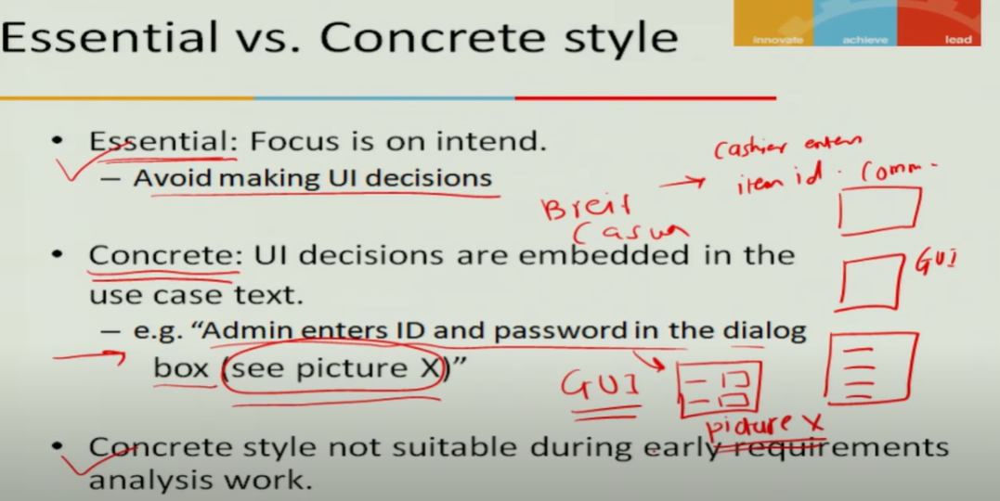 Essential vs. Concrete style
innovate achieve lead
• Essential: Focus is on intend.
– Avoid making UI decisions
Cashier enters
item id. Comm.
Breif
Casua
• Concrete: UI decisions are embedded in the
use case text.
GUI
– e.g. “Admin enters ID and password in the dialog
box (see picture X)”
GUI
picture X
• Concrete style not suitable during early requirements
analysis work.